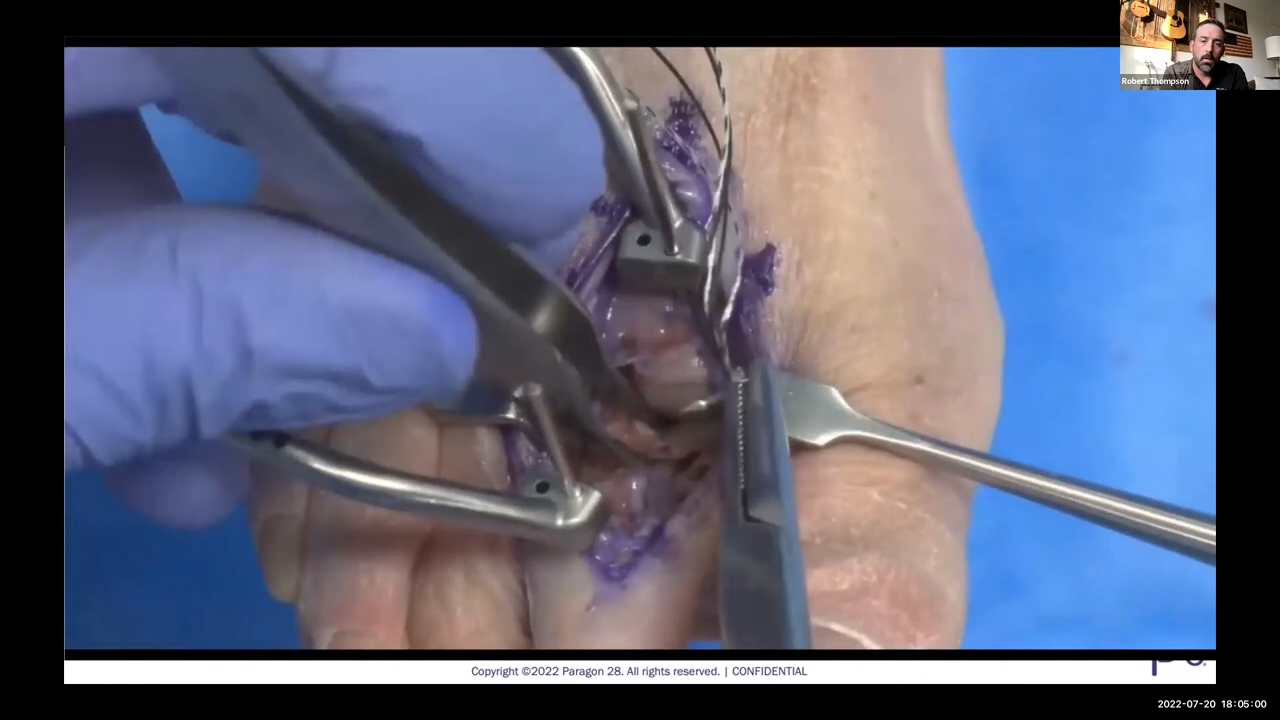 Robert Thompson
Copyright ©2022 Paragon 28. All rights reserved. | CONFIDENTIAL
2022-07-20 18:05:00